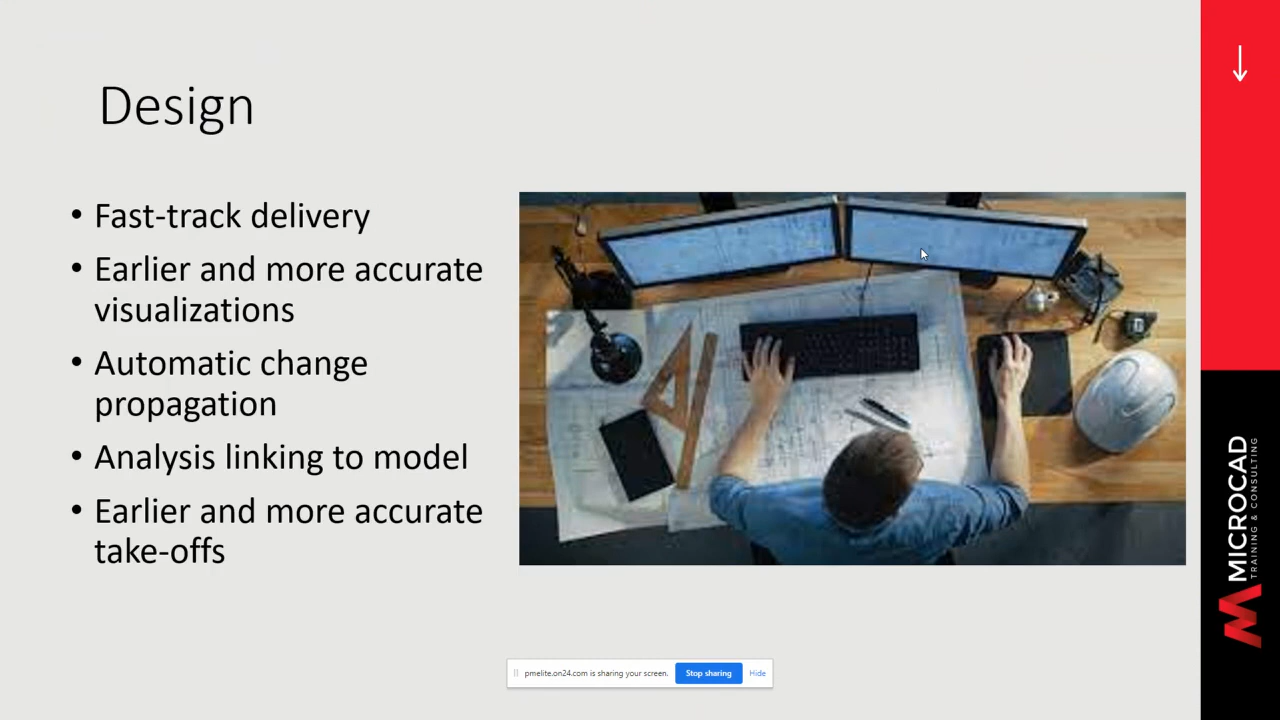 Design
• Fast-track delivery
• Earlier and more accurate
visualizations
• Automatic change
propagation
• Analysis linking to model
• Earlier and more accurate
take-offs
MICROCAD
TRAINING & CONSULTING
pmelite.on24.com is sharing your screen.
Stop sharing
Hide